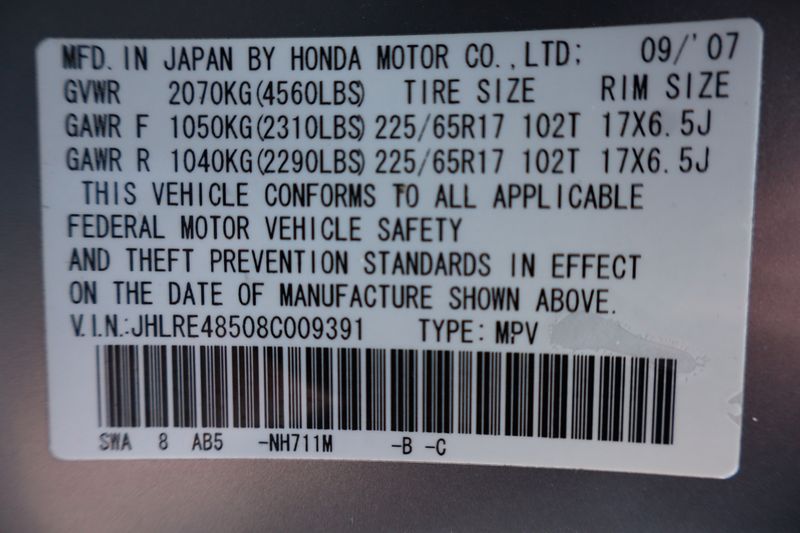 MFD. IN JAPAN BY HONDA MOTOR CO.,LTD; 09/'07
GVWR 2070KG(4560LBS) TIRE SIZE RIM SIZE
GAWR F 1050KG(2310LBS) 225/65R17 102T 17X6.5J
GAWR R 1040KG(2290LBS) 225/65R17 102T 17X6.5J
THIS VEHICLE CONFORMS TO ALL APPLICABLE
FEDERAL MOTOR VEHICLE SAFETY
AND THEFT PREVENTION STANDARDS IN EFFECT
ON THE DATE OF MANUFACTURE SHOWN ABOVE.
V.I.N.:JHLRE48508C009391 TYPE: MPV
SWA 8 AB5 -NH711M -B -C